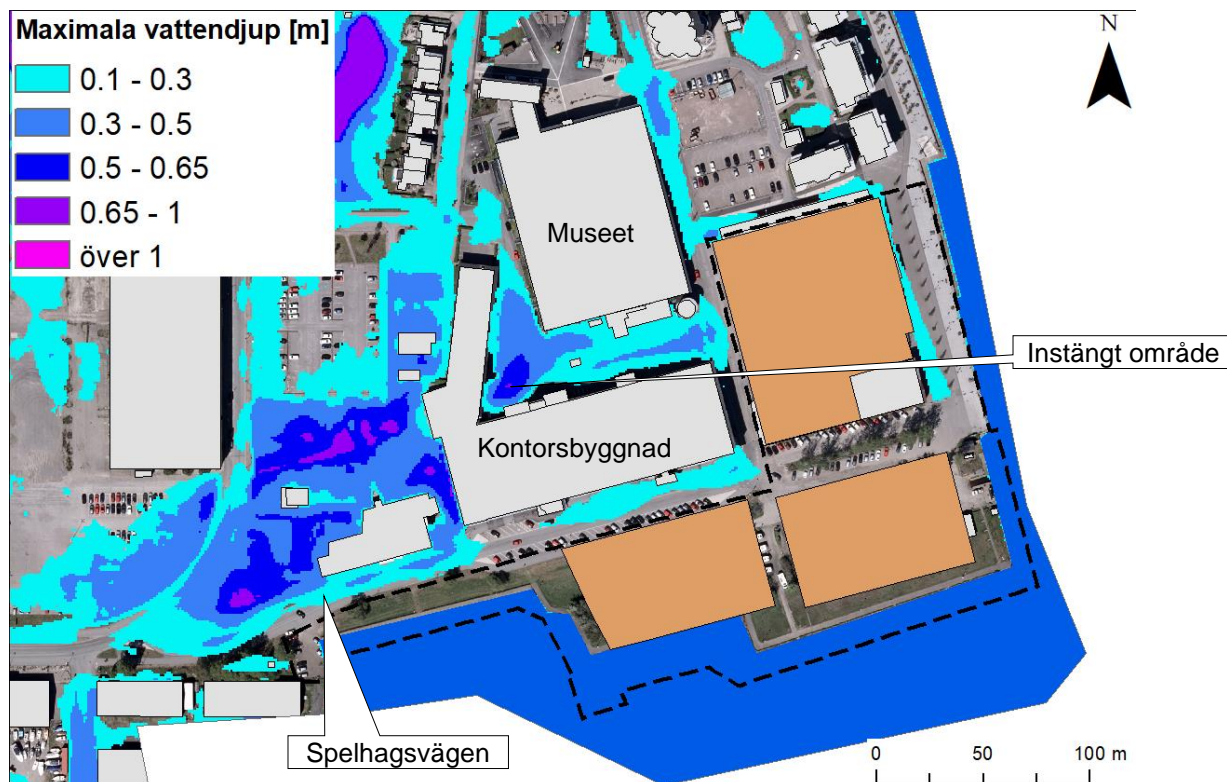 Maximala vattendjup [m]
0.1 - 0.3
0.3 - 0.5
0.5 - 0.65
0.65 - 1
över 1
N
Museet
Instängt område
Kontorsbyggnad
Spelhagsvägen
0 50 100 m